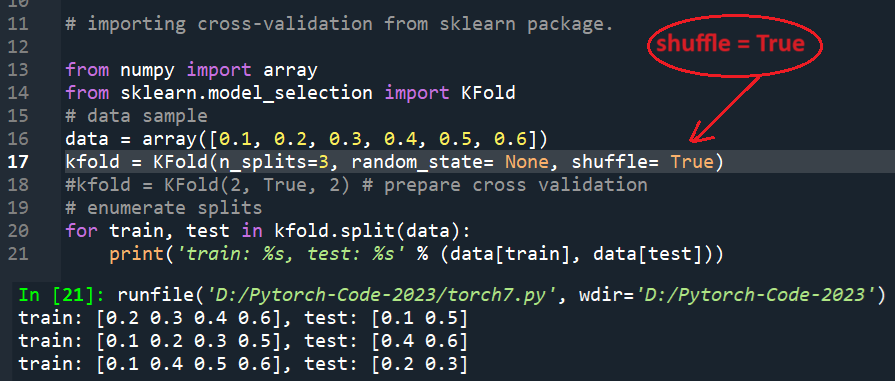 11 # importing cross-validation from sklearn package.
shuffle = True
12
13 from numpy import array
14 from sklearn.model_selection import KFold
15 # data sample
16 data = array([0.1, 0.2, 0.3, 0.4, 0.5, 0.6])
17 kfold = KFold(n_splits=3, random_state= None, shuffle= True)
18 #kfold = KFold(2, True, 2) # prepare cross validation
19 # enumerate splits
20 for train, test in kfold.split(data):
21     print('train: %s, test: %s' % (data[train], data[test]))
In [21]: runfile('D:/Pytorch-Code-2023/torch7.py', wdir='D:/Pytorch-Code-2023')
train: [0.2 0.3 0.4 0.6], test: [0.1 0.5]
train: [0.1 0.2 0.3 0.5], test: [0.4 0.6]
train: [0.1 0.4 0.5 0.6], test: [0.2 0.3]